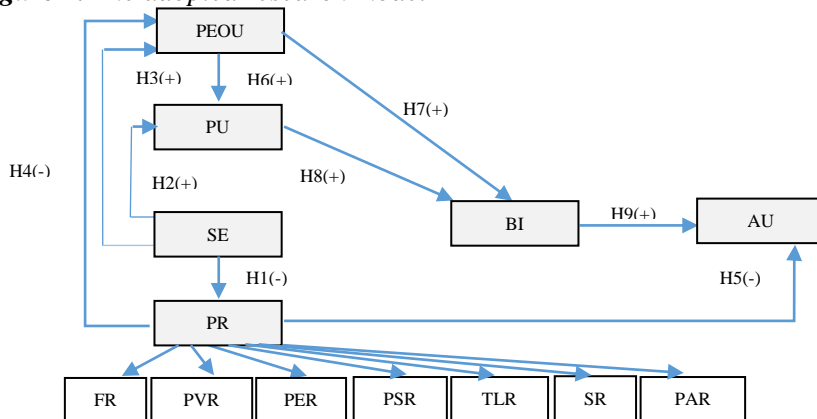 PEOU
H3(+)
H6(+)
H7(+)
PU
H4(-)
H2(+)
H8(+)
BI
H9(+)
AU
SE
H1(-)
H5(-)
PR
FR
PVR
PER
PSR
TLR
SR
PAR